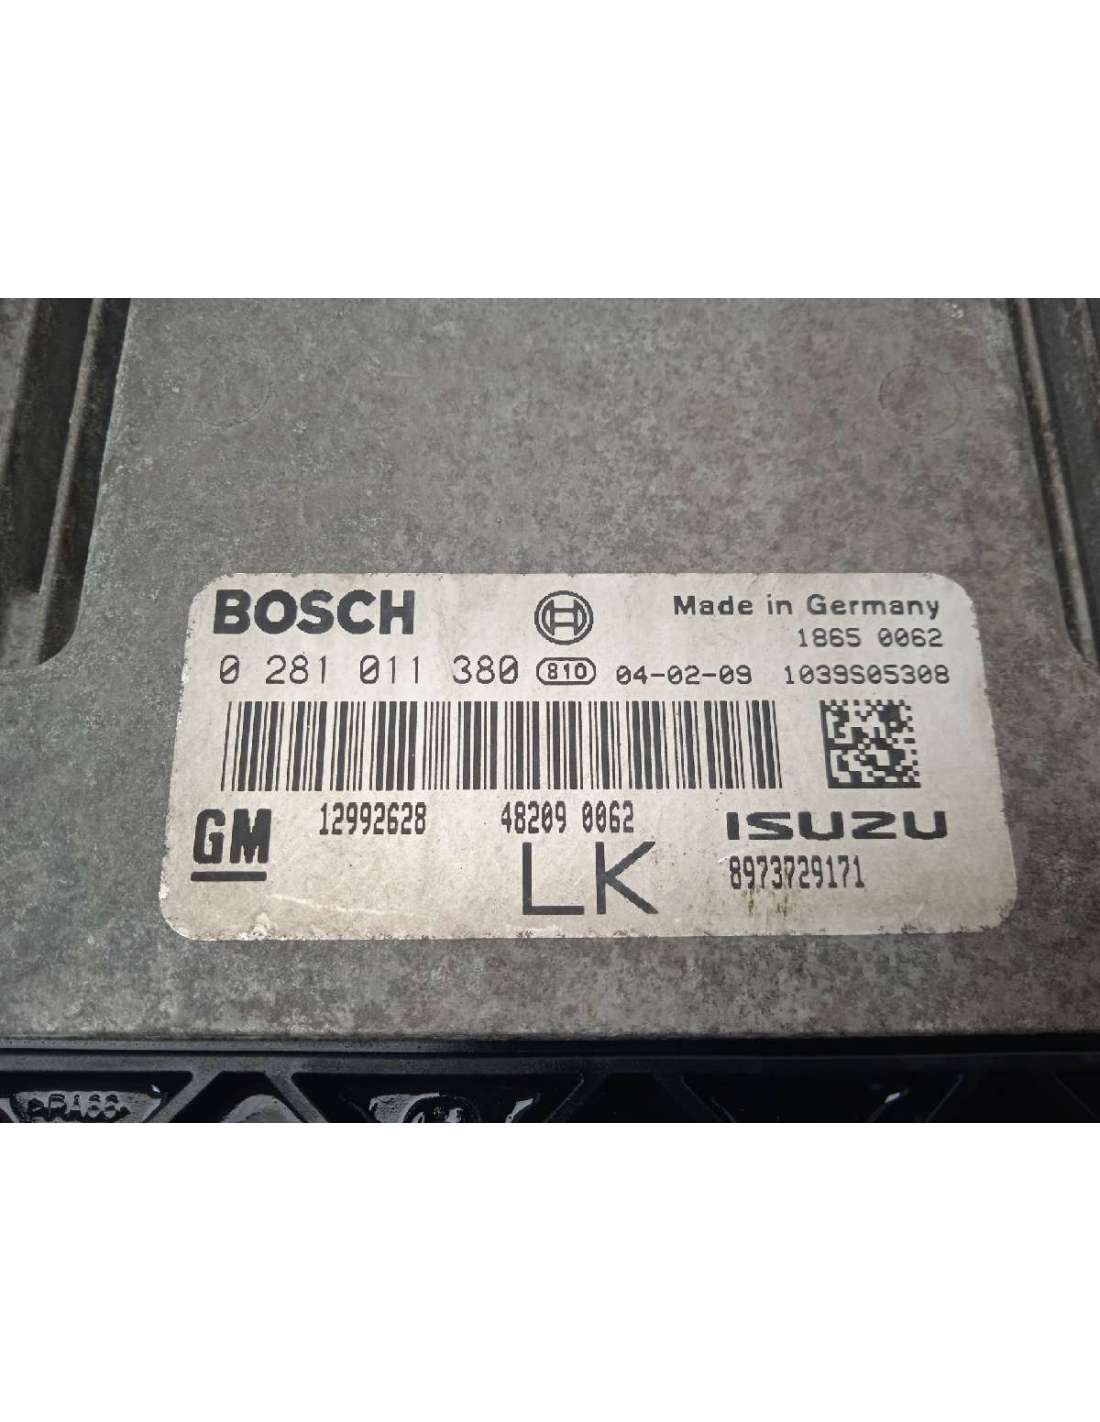 BOSCH
Made in Germany
1865 0062
0 281 011 380 810 04-02-09 1039S05308
GM 12992628 48209 0062 ISUZU
LK 8973729171